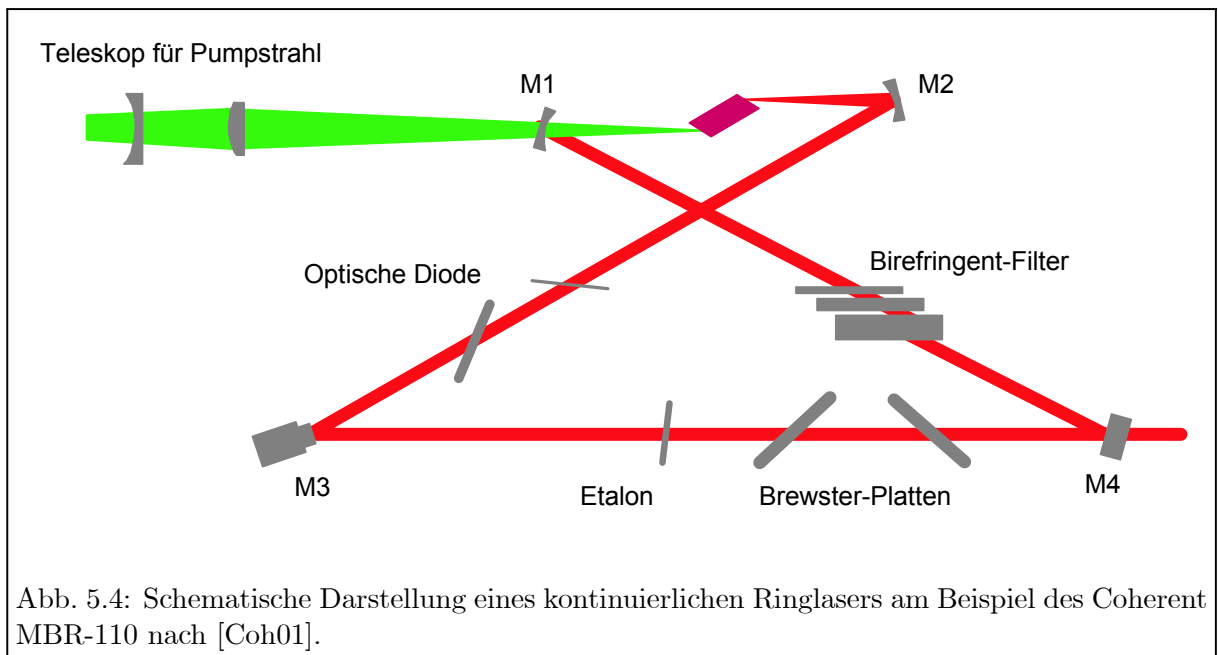 Teleskop für Pumpstrahl
M1
M2
Optische Diode
Birefringent-Filter
M3
Etalon
Brewster-Platten
M4
Abb. 5.4: Schematische Darstellung eines kontinuierlichen Ringlasers am Beispiel des Coherent
MBR-110 nach [Coh01].